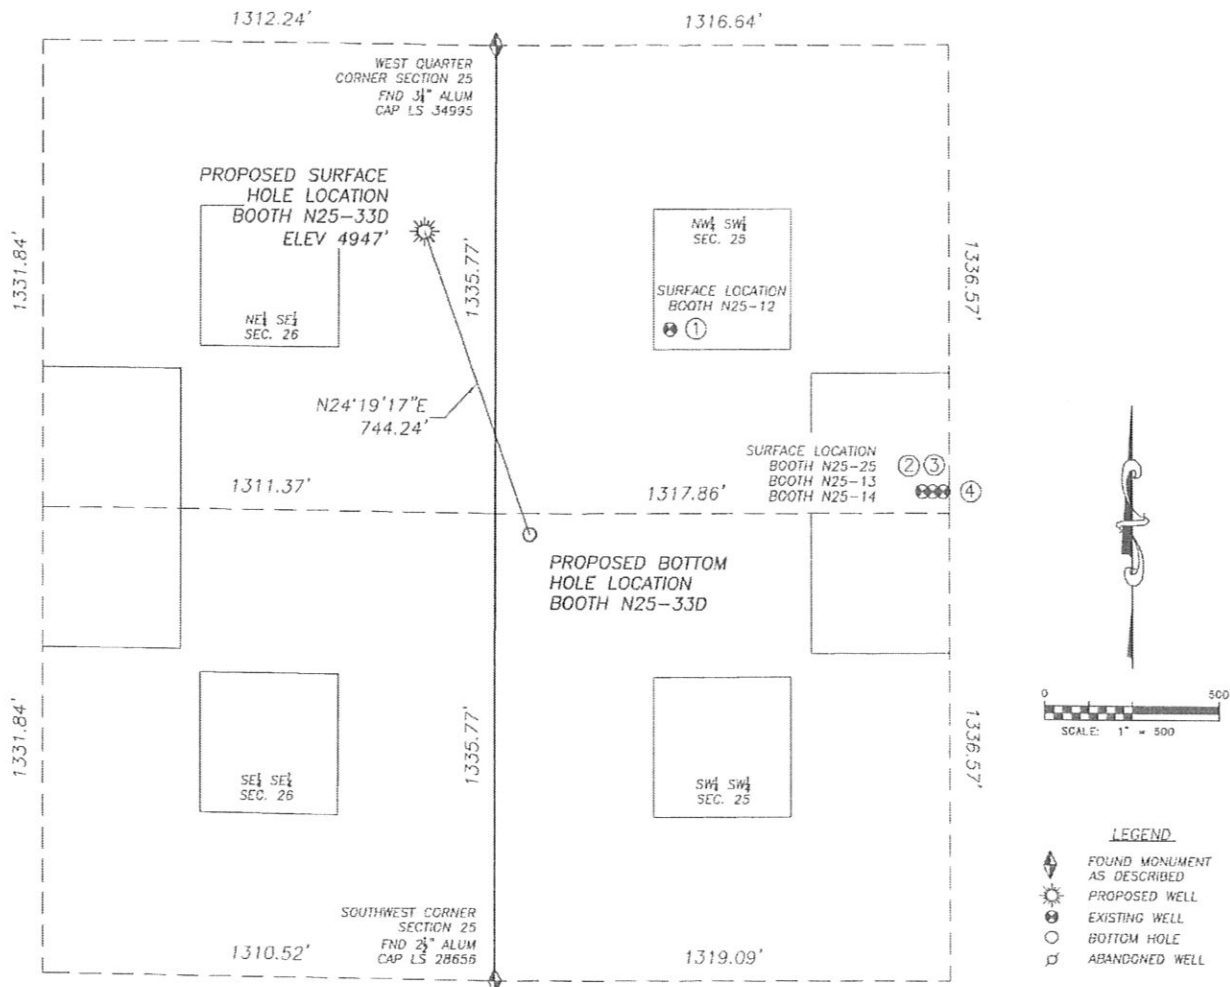 1312.24'
1316.64'
WEST QUARTER
CORNER SECTION 25
FND 3¼" ALUM
CAP LS 34995
PROPOSED SURFACE
HOLE LOCATION
BOOTH N25-33D
ELEV 4947'
1331.84'
1335.77'
NW¼ SW¼
SEC. 25
SURFACE LOCATION
BOOTH N25-12
1
1336.57'
NE¼ SE¼
SEC. 26
N24°19'17"E
744.24'
SURFACE LOCATION
BOOTH N25-25
BOOTH N25-13
BOOTH N25-14
2 3
4
1311.37'
1317.86'
PROPOSED BOTTOM
HOLE LOCATION
BOOTH N25-33D
1331.84'
1335.77'
1336.57'
SE¼ SE¼
SEC. 26
SW¼ SW¼
SEC. 25
SOUTHWEST CORNER
SECTION 25
FND 2½" ALUM
CAP LS 28656
1310.52'
1319.09'
0 500
SCALE: 1" = 500
LEGEND
FOUND MONUMENT
AS DESCRIBED
PROPOSED WELL
EXISTING WELL
BOTTOM HOLE
ABANDONED WELL